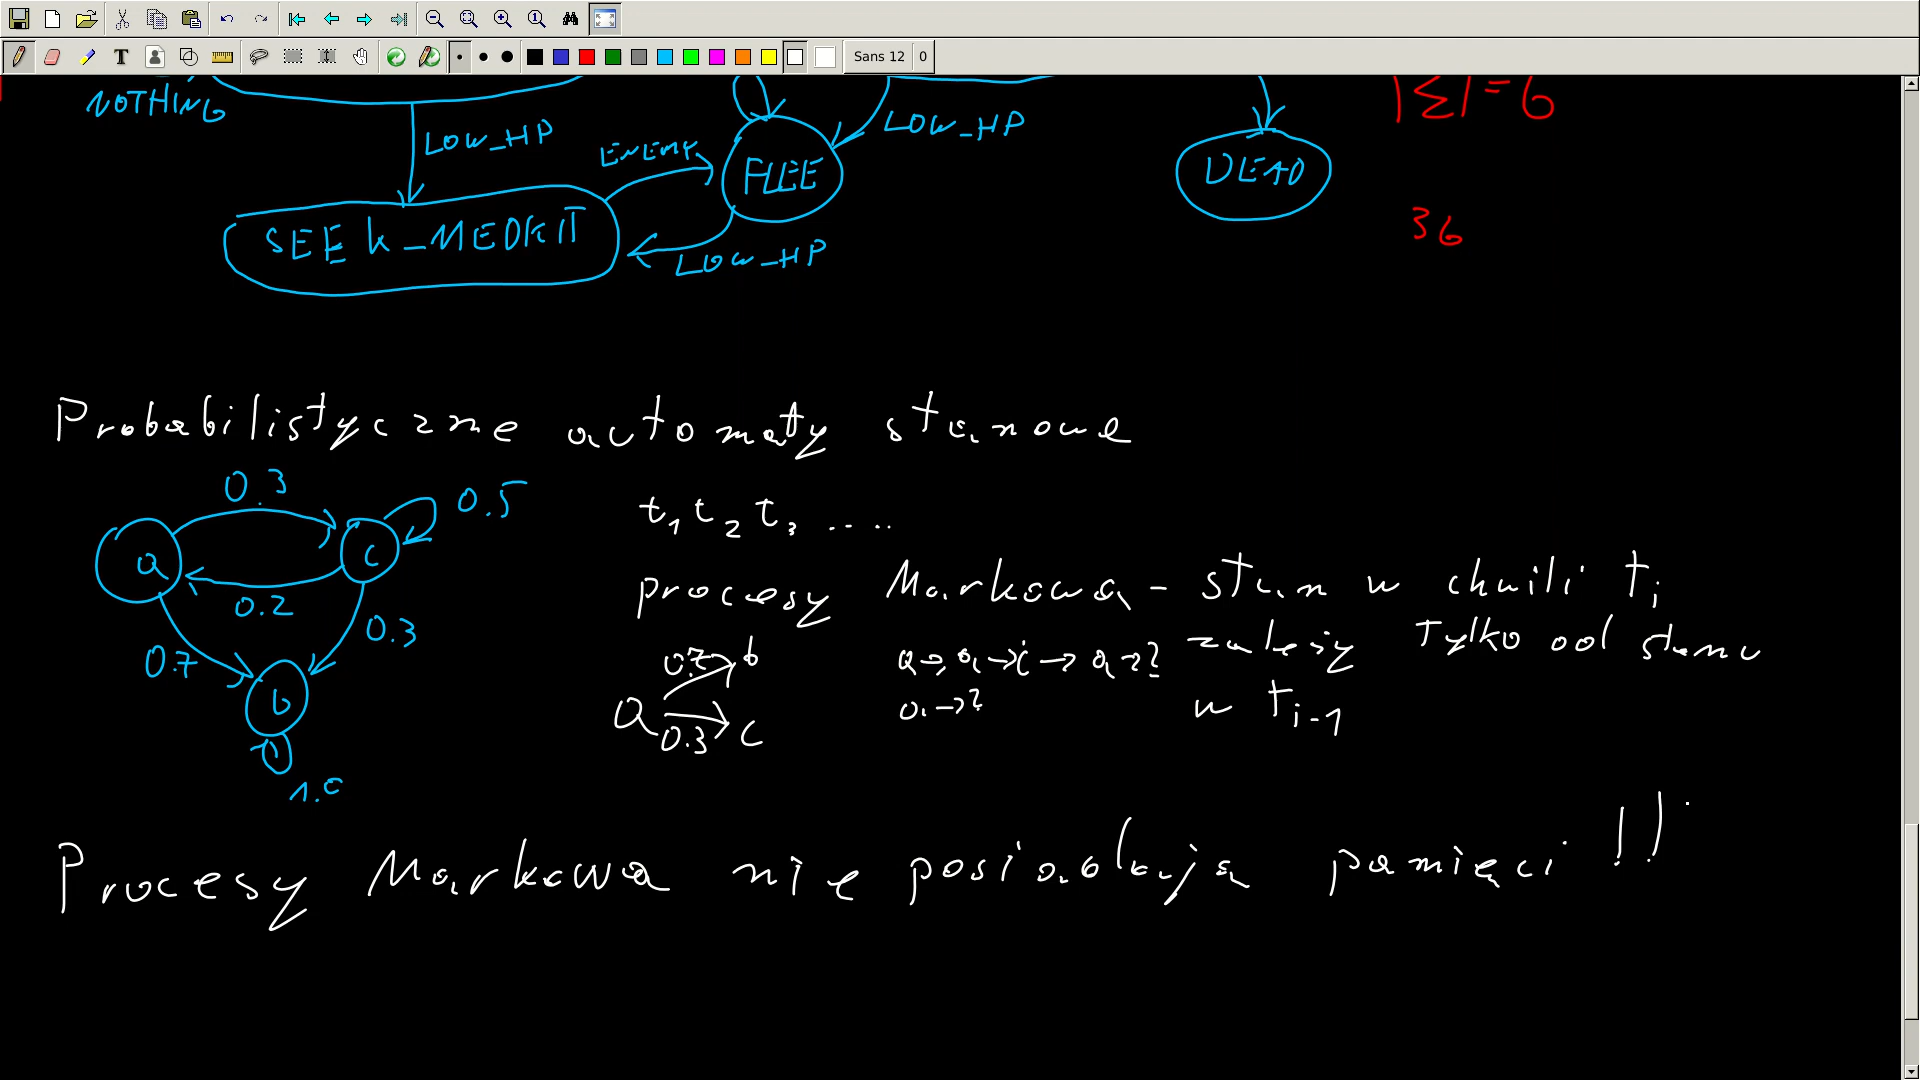 Sans 12 0
NOTHING
LOW_HP
ENEMY
FLEE
LOW_HP
DEAD
|Σ|=6
SEEK_MEDKIT
LOW_HP
36
Probabilistyczne automaty stanowe
0.3
0.5
a
c
0.2
0.3
0.7
b
1.0
t1 t2 t3 ....
procesy Markowa - stan w chwili ti
zależy tylko od stanu
w ti-1
0.7 b
a
0.3 c
a→a→c→a→?
a→?
Procesy Markowa nie posiadają pamięci !!